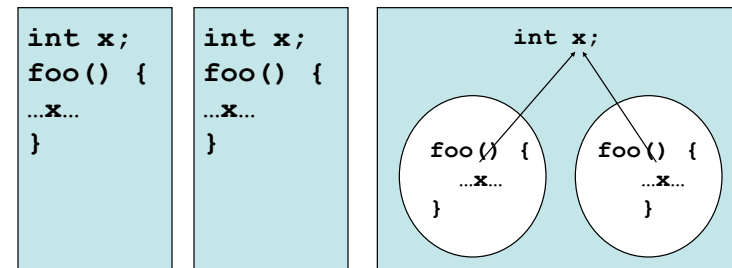 int x;
foo() {
…x…
}
int x;
foo() {
…x…
}
int x;
foo() {
…x…
}
foo() {
…x…
}